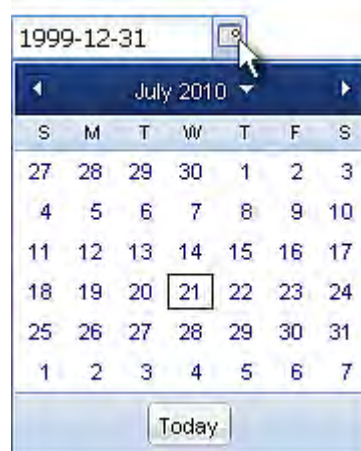 1999-12-31
July 2010
S M T W T F S
27 28 29 30 1 2 3
4 5 6 7 8 9 10
11 12 13 14 15 16 17
18 19 20 21 22 23 24
25 26 27 28 29 30 31
1 2 3 4 5 6 7
Today